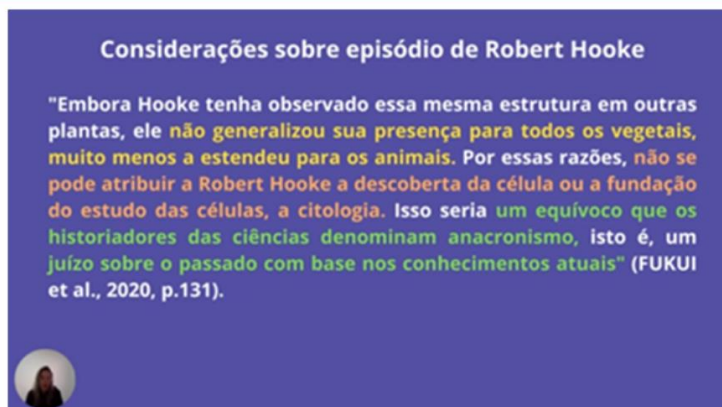 Considerações sobre episódio de Robert Hooke
"Embora Hooke tenha observado essa mesma estrutura em outras
plantas, ele não generalizou sua presença para todos os vegetais,
muito menos a estendeu para os animais. Por essas razões, não se
pode atribuir a Robert Hooke a descoberta da célula ou a fundação
do estudo das células, a citologia. Isso seria um equívoco que os
historiadores das ciências denominam anacronismo, isto é, um
juízo sobre o passado com base nos conhecimentos atuais" (FUKUI
et al., 2020, p.131).